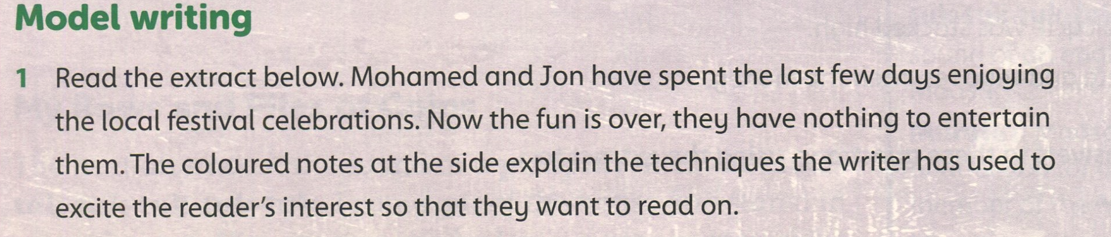 Model writing
1 Read the extract below. Mohamed and Jon have spent the last few days enjoying
the local festival celebrations. Now the fun is over, they have nothing to entertain
them. The coloured notes at the side explain the techniques the writer has used to
excite the reader's interest so that they want to read on.